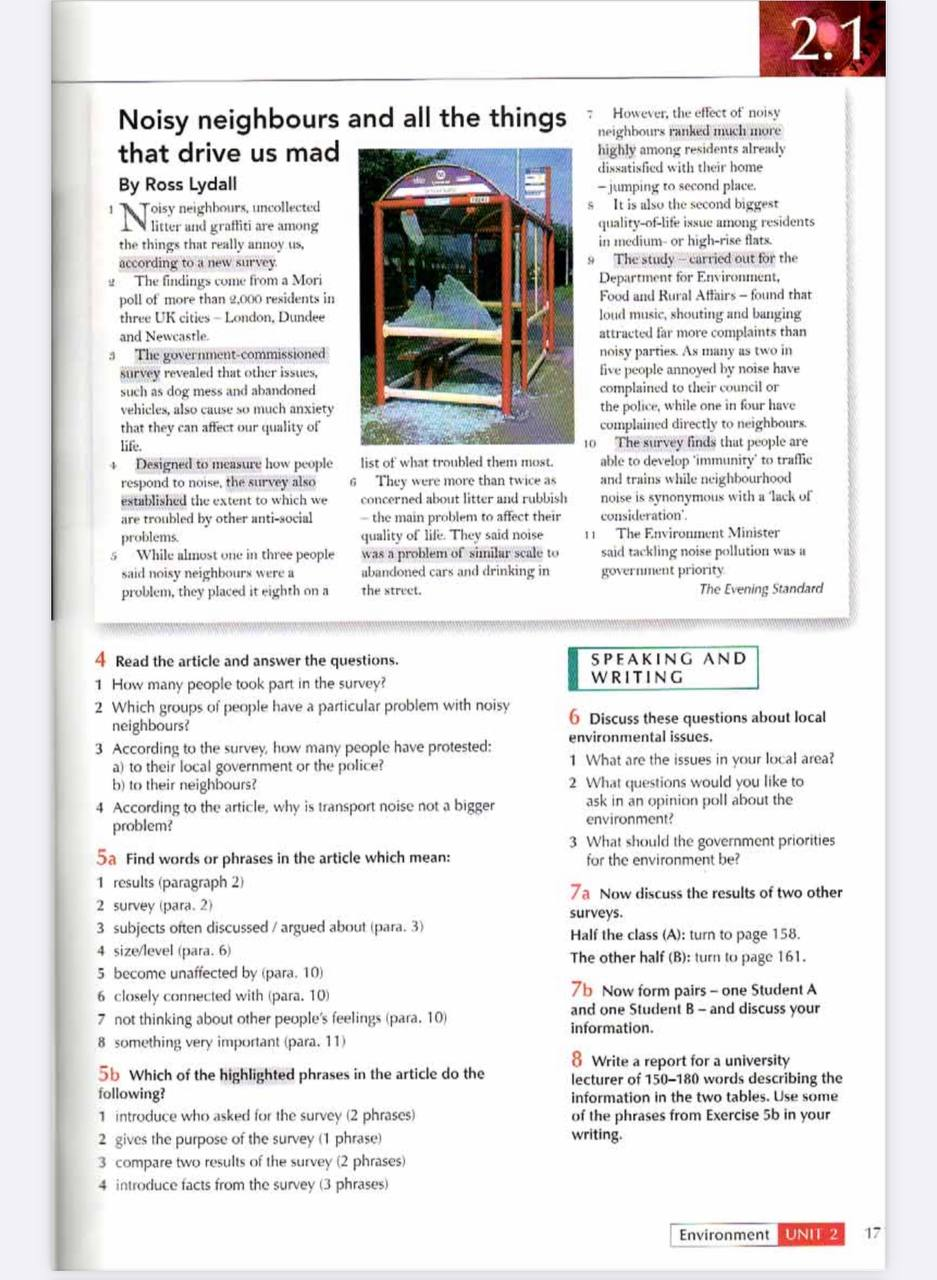 2.1
Noisy neighbours and all the things
that drive us mad
By Ross Lydall
1 Noisy neighbours, uncollected
litter and graffiti are among
the things that really annoy us,
according to a new survey.
2 The findings come from a Mori
poll of more than 2,000 residents in
three UK cities – London, Dundee
and Newcastle.
3 The government-commissioned
survey revealed that other issues,
such as dog mess and abandoned
vehicles, also cause so much anxiety
that they can affect our quality of
life.
4 Designed to measure how people
respond to noise, the survey also
established the extent to which we
are troubled by other anti-social
problems.
5 While almost one in three people
said noisy neighbours were a
problem, they placed it eighth on a
list of what troubled them most.
6 They were more than twice as
concerned about litter and rubbish
– the main problem to affect their
quality of life. They said noise
was a problem of similar scale to
abandoned cars and drinking in
the street.
7 However, the effect of noisy
neighbours ranked much more
highly among residents already
dissatisfied with their home
– jumping to second place.
8 It is also the second biggest
quality-of-life issue among residents
in medium- or high-rise flats.
9 The study – carried out for the
Department for Environment,
Food and Rural Affairs – found that
loud music, shouting and banging
attracted far more complaints than
noisy parties. As many as two in
five people annoyed by noise have
complained to their council or
the police, while one in four have
complained directly to neighbours.
10 The survey finds that people are
able to develop 'immunity' to traffic
and trains while neighbourhood
noise is synonymous with a 'lack of
consideration'.
11 The Environment Minister
said tackling noise pollution was a
government priority.
The Evening Standard
4 Read the article and answer the questions.
1 How many people took part in the survey?
2 Which groups of people have a particular problem with noisy
neighbours?
3 According to the survey, how many people have protested:
a) to their local government or the police?
b) to their neighbours?
4 According to the article, why is transport noise not a bigger
problem?
5a Find words or phrases in the article which mean:
1 results (paragraph 2)
2 survey (para. 2)
3 subjects often discussed / argued about (para. 3)
4 size/level (para. 6)
5 become unaffected by (para. 10)
6 closely connected with (para. 10)
7 not thinking about other people's feelings (para. 10)
8 something very important (para. 11)
5b Which of the highlighted phrases in the article do the
following?
1 introduce who asked for the survey (2 phrases)
2 gives the purpose of the survey (1 phrase)
3 compare two results of the survey (2 phrases)
4 introduce facts from the survey (3 phrases)
SPEAKING AND
WRITING
6 Discuss these questions about local
environmental issues.
1 What are the issues in your local area?
2 What questions would you like to
ask in an opinion poll about the
environment?
3 What should the government priorities
for the environment be?
7a Now discuss the results of two other
surveys.
Half the class (A): turn to page 158.
The other half (B): turn to page 161.
7b Now form pairs – one Student A
and one Student B – and discuss your
information.
8 Write a report for a university
lecturer of 150–180 words describing the
information in the two tables. Use some
of the phrases from Exercise 5b in your
writing.
Environment UNIT 2 17